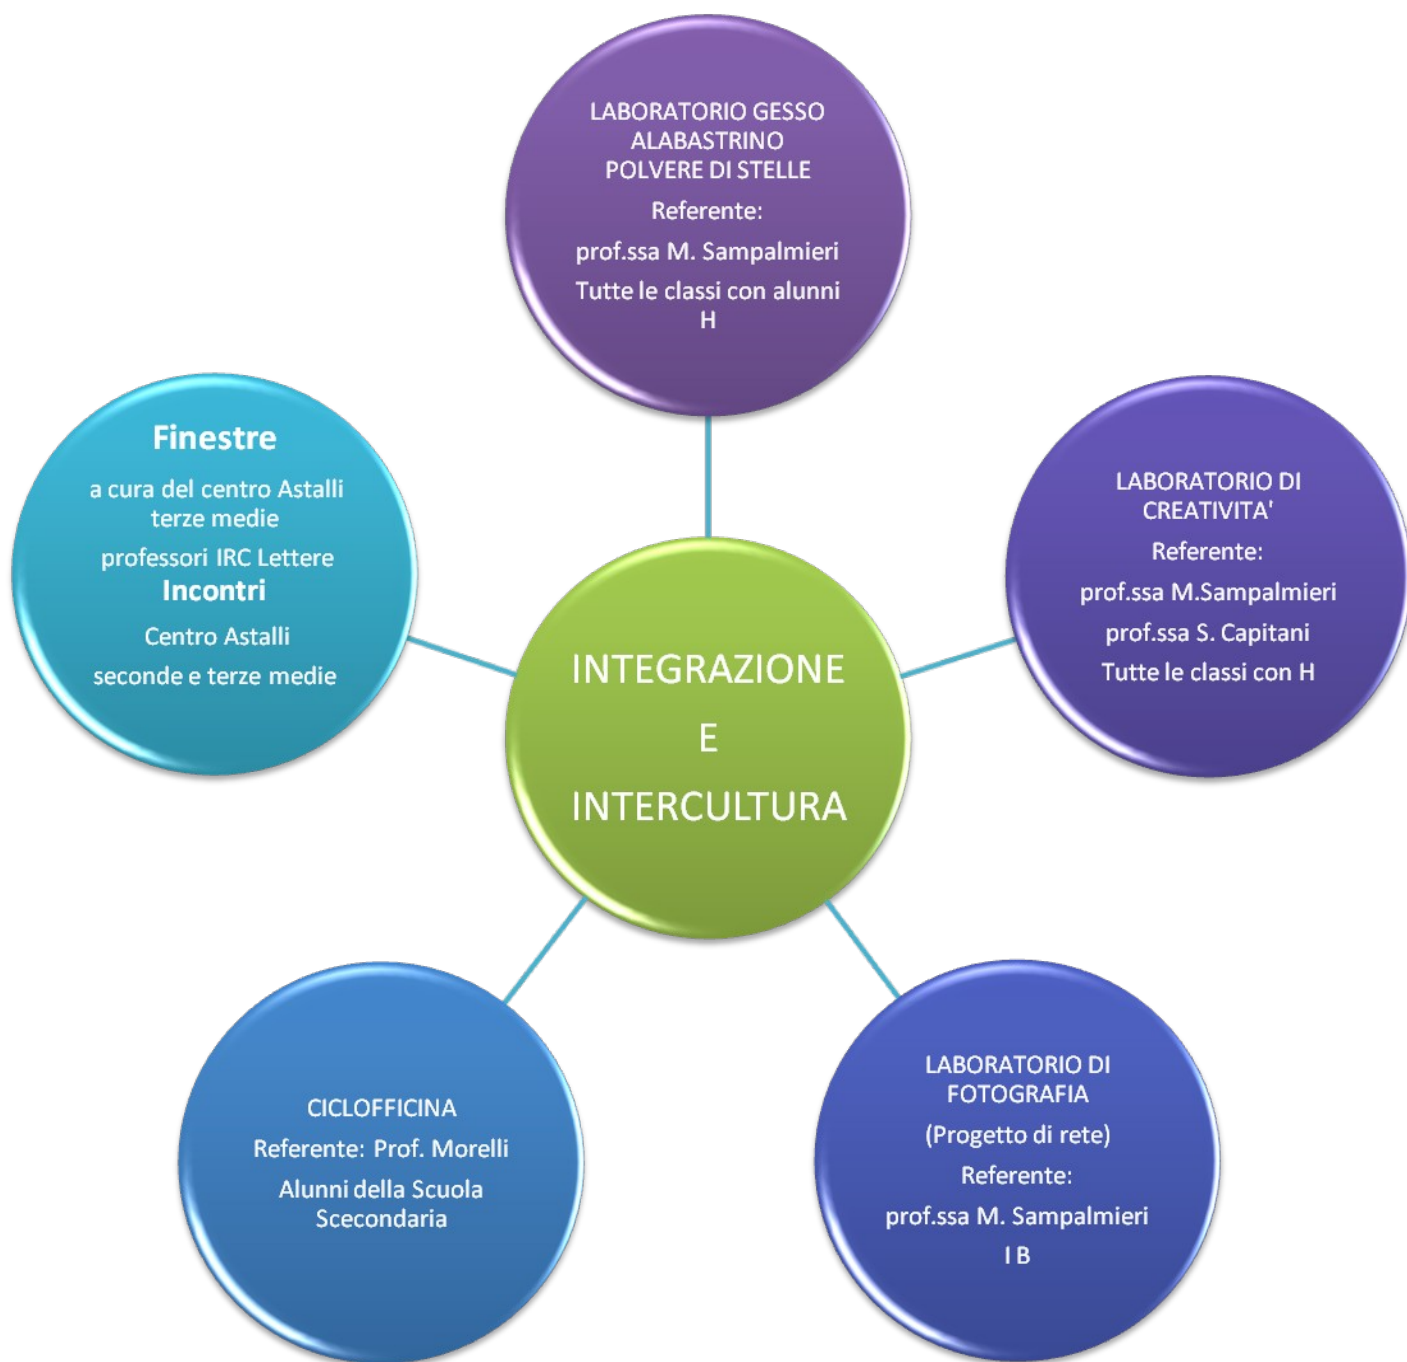 LABORATORIO GESSO
ALABASTRINO
POLVERE DI STELLE
Referente:
prof.ssa M. Sampalmieri
Tutte le classi con alunni
H
LABORATORIO DI
CREATIVITA'
Referente:
prof.ssa M.Sampalmieri
prof.ssa S. Capitani
Tutte le classi con H
LABORATORIO DI
FOTOGRAFIA
(Progetto di rete)
Referente:
prof.ssa M. Sampalmieri
I B
CICLOFFICINA
Referente: Prof. Morelli
Alunni della Scuola
Scecondaria
Finestre
a cura del centro Astalli
terze medie
professori IRC Lettere
Incontri
Centro Astalli
seconde e terze medie
INTEGRAZIONE
E
INTERCULTURA